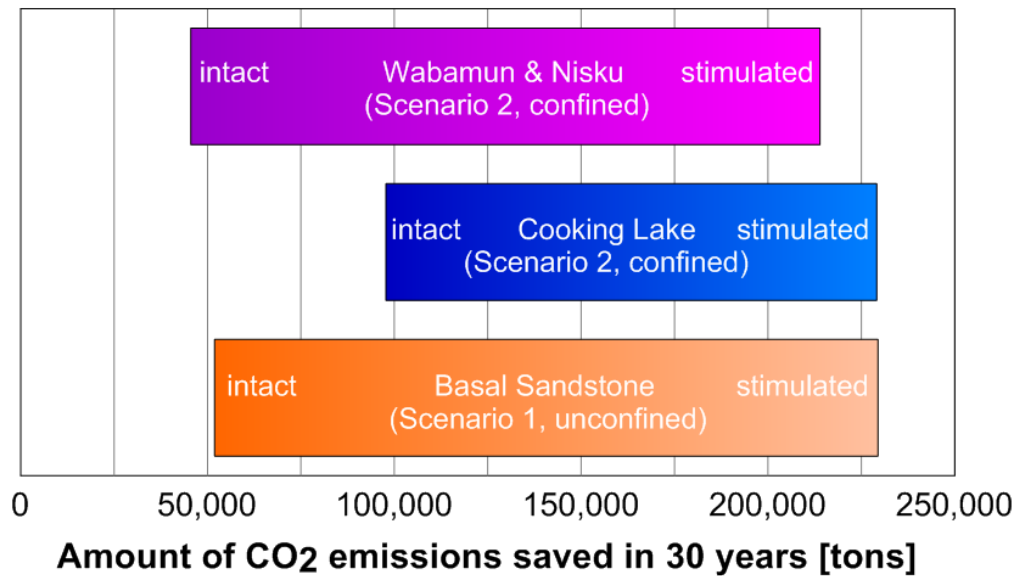 intact Wabamun & Nisku stimulated
(Scenario 2, confined)
intact Cooking Lake stimulated
(Scenario 2, confined)
intact Basal Sandstone stimulated
(Scenario 1, unconfined)
0 50,000 100,000 150,000 200,000 250,000
Amount of CO2 emissions saved in 30 years [tons]